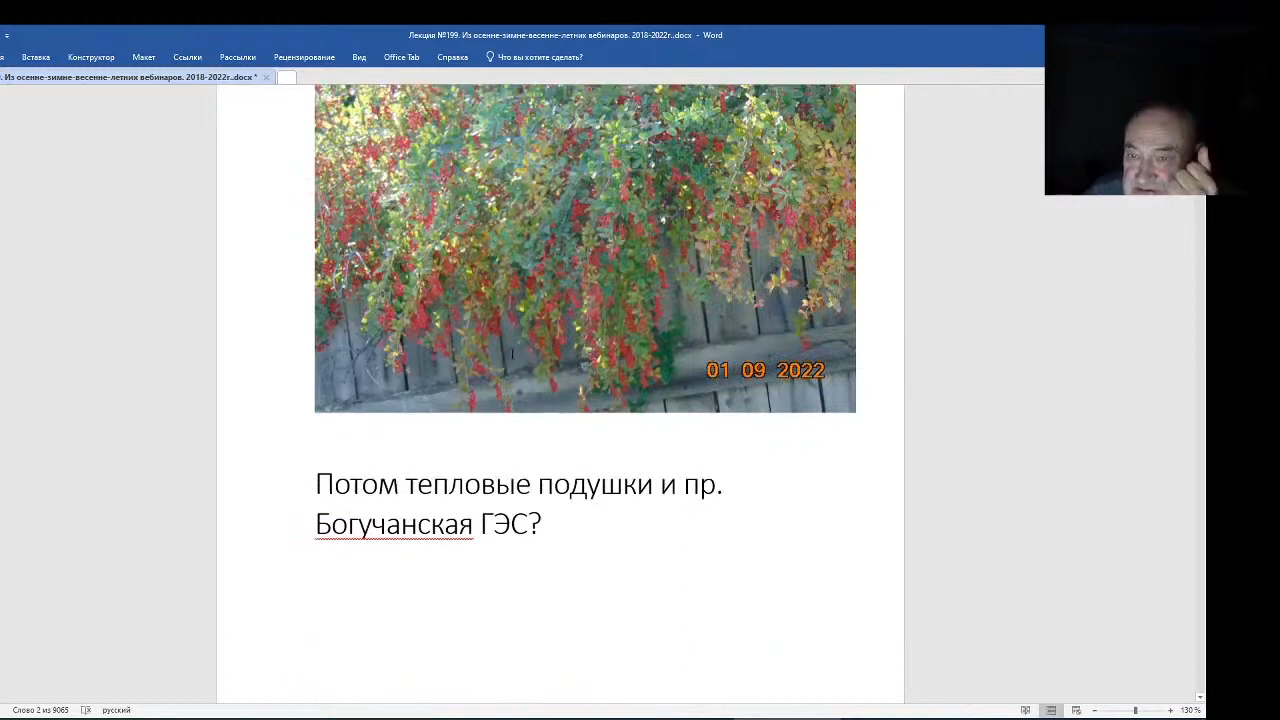 Лекция №199. Из осенне-зимне-весенне-летних вебинаров. 2018-2022г..docx - Word
Вставка Конструктор Макет Ссылки Рассылки Рецензирование Вид Office Tab Справка Что вы хотите сделать?
. Из осенне-зимне-весенне-летних вебинаров. 2018-2022г..docx *
01 09 2022
Потом тепловые подушки и пр.
Богучанская ГЭС?
Слово 2 из 9065 русский 130 %